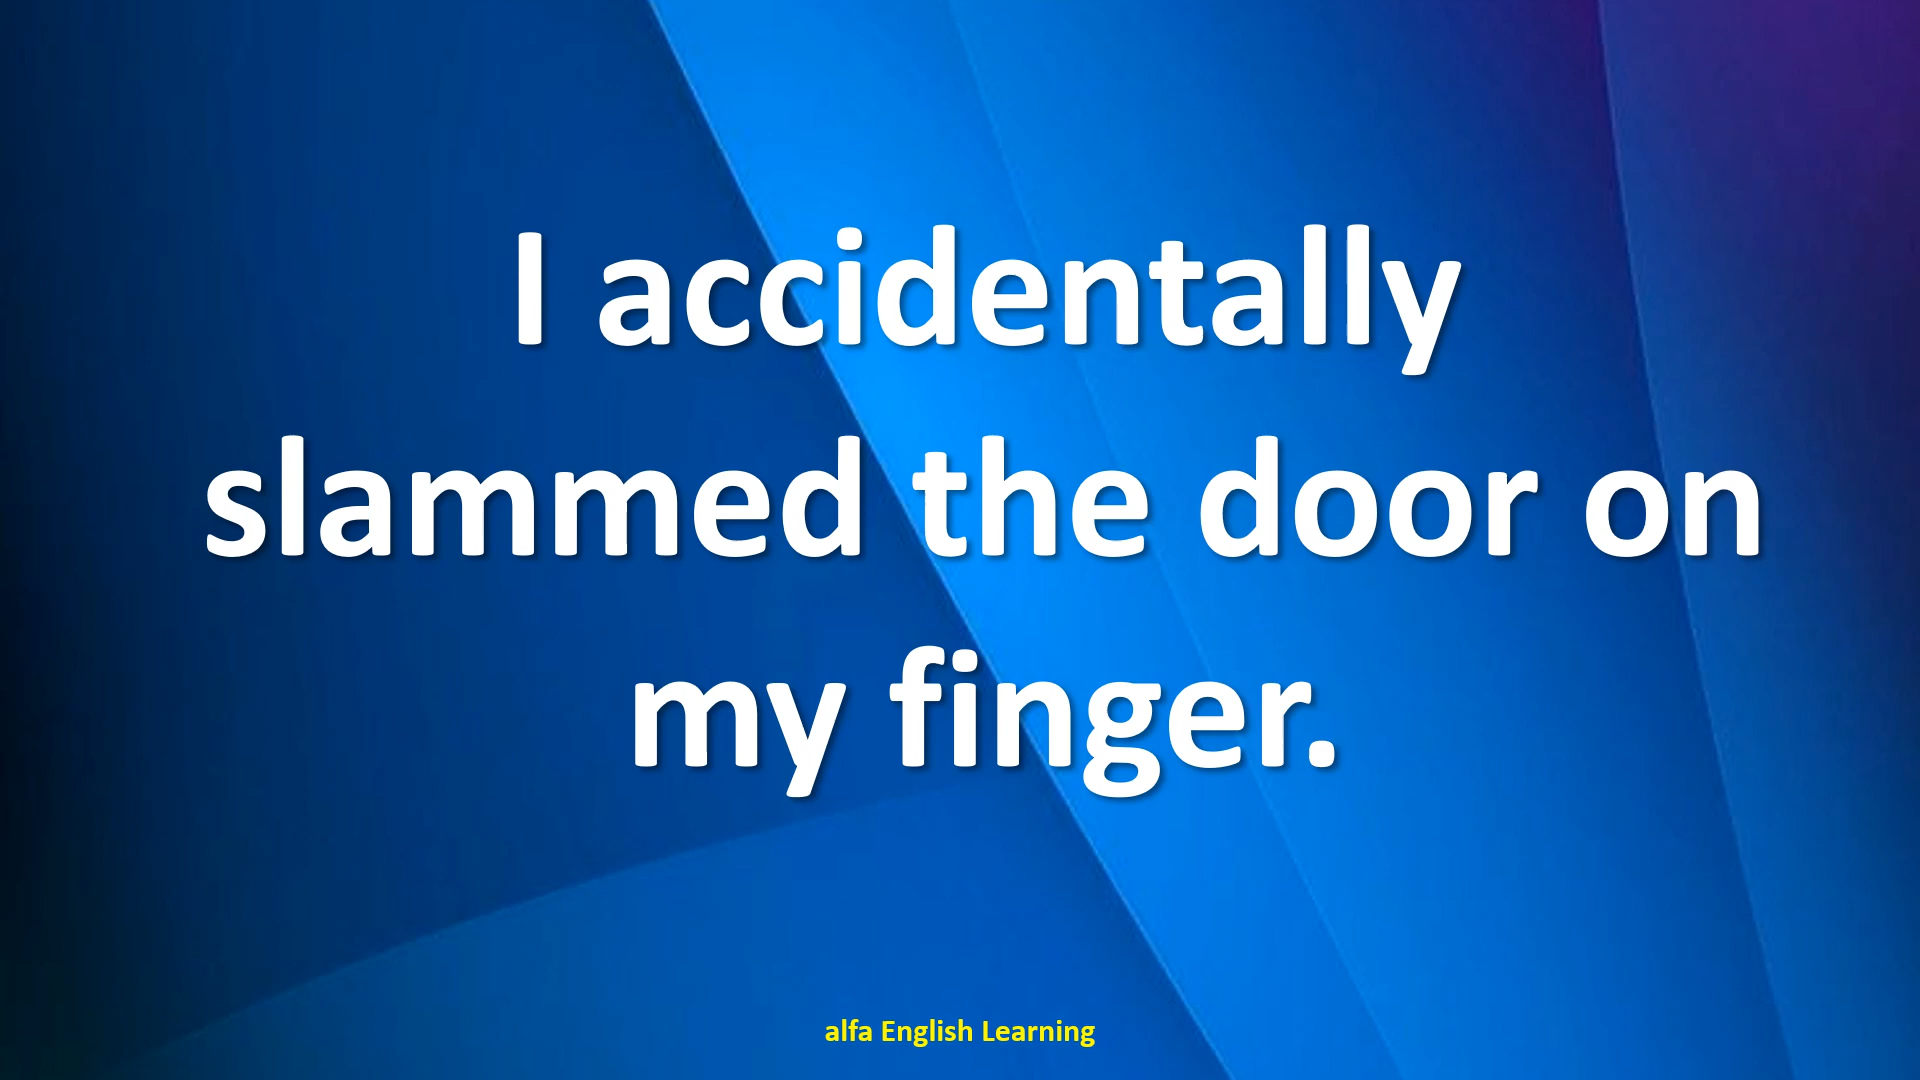 I accidentally
slammed the door on
my finger.
alfa English Learning